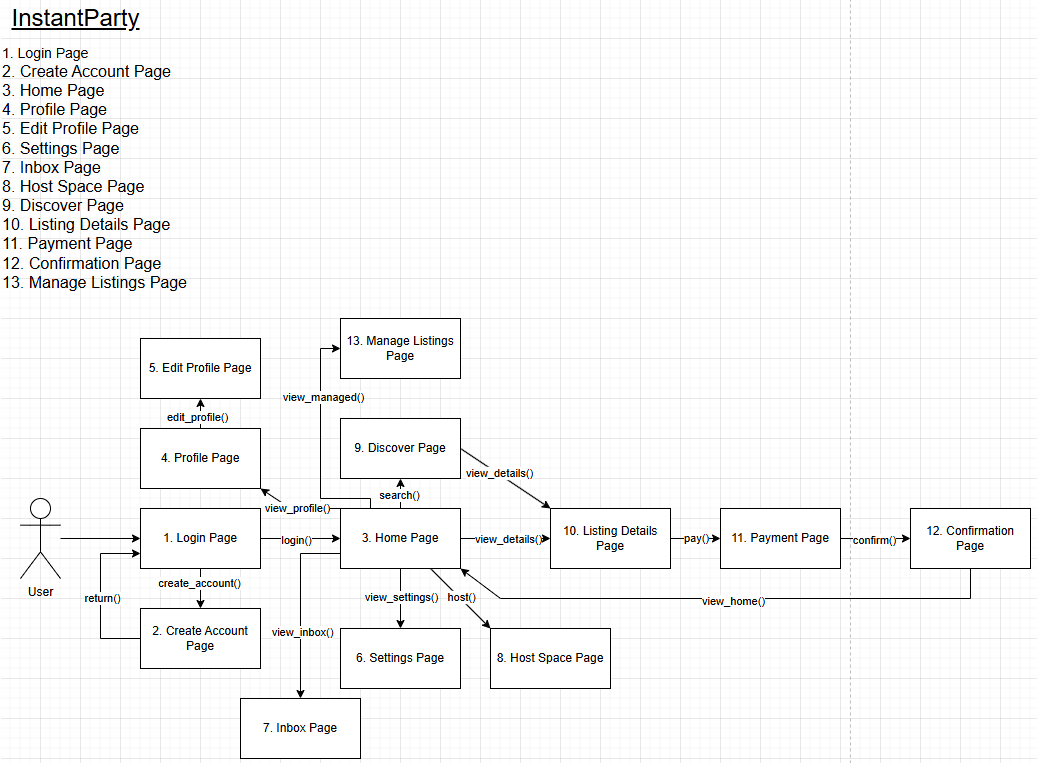 InstantParty
1. Login Page
2. Create Account Page
3. Home Page
4. Profile Page
5. Edit Profile Page
6. Settings Page
7. Inbox Page
8. Host Space Page
9. Discover Page
10. Listing Details Page
11. Payment Page
12. Confirmation Page
13. Manage Listings Page
13. Manage Listings
Page
5. Edit Profile Page
view_managed()
edit_profile()
9. Discover Page
4. Profile Page
view_details()
search()
view_profile()
1. Login Page
login()
3. Home Page
view_details()
10. Listing Details
Page
pay()
11. Payment Page
confirm()
12. Confirmation
Page
User
create_account()
return()
view_settings()
host()
view_home()
2. Create Account
Page
view_inbox()
6. Settings Page
8. Host Space Page
7. Inbox Page